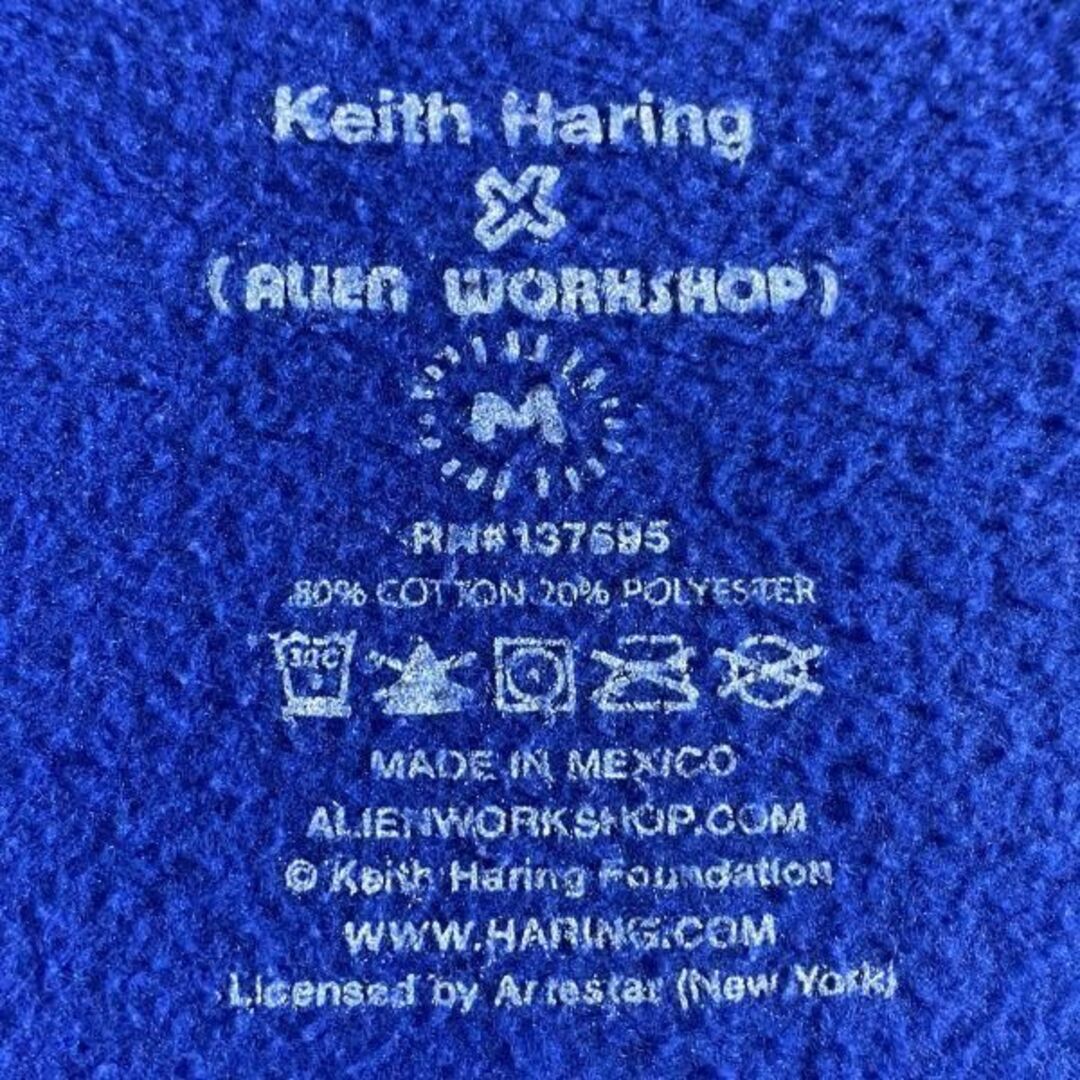 Keith Haring
X
(ALIEN WORKSHOP)
M
RN#137695
80% COTTON 20% POLYESTER
30°C
MADE IN MEXICO
ALIENWORKSHOP.COM
© Keith Haring Foundation
WWW.HARING.COM
Licensed by Artestar (New York)